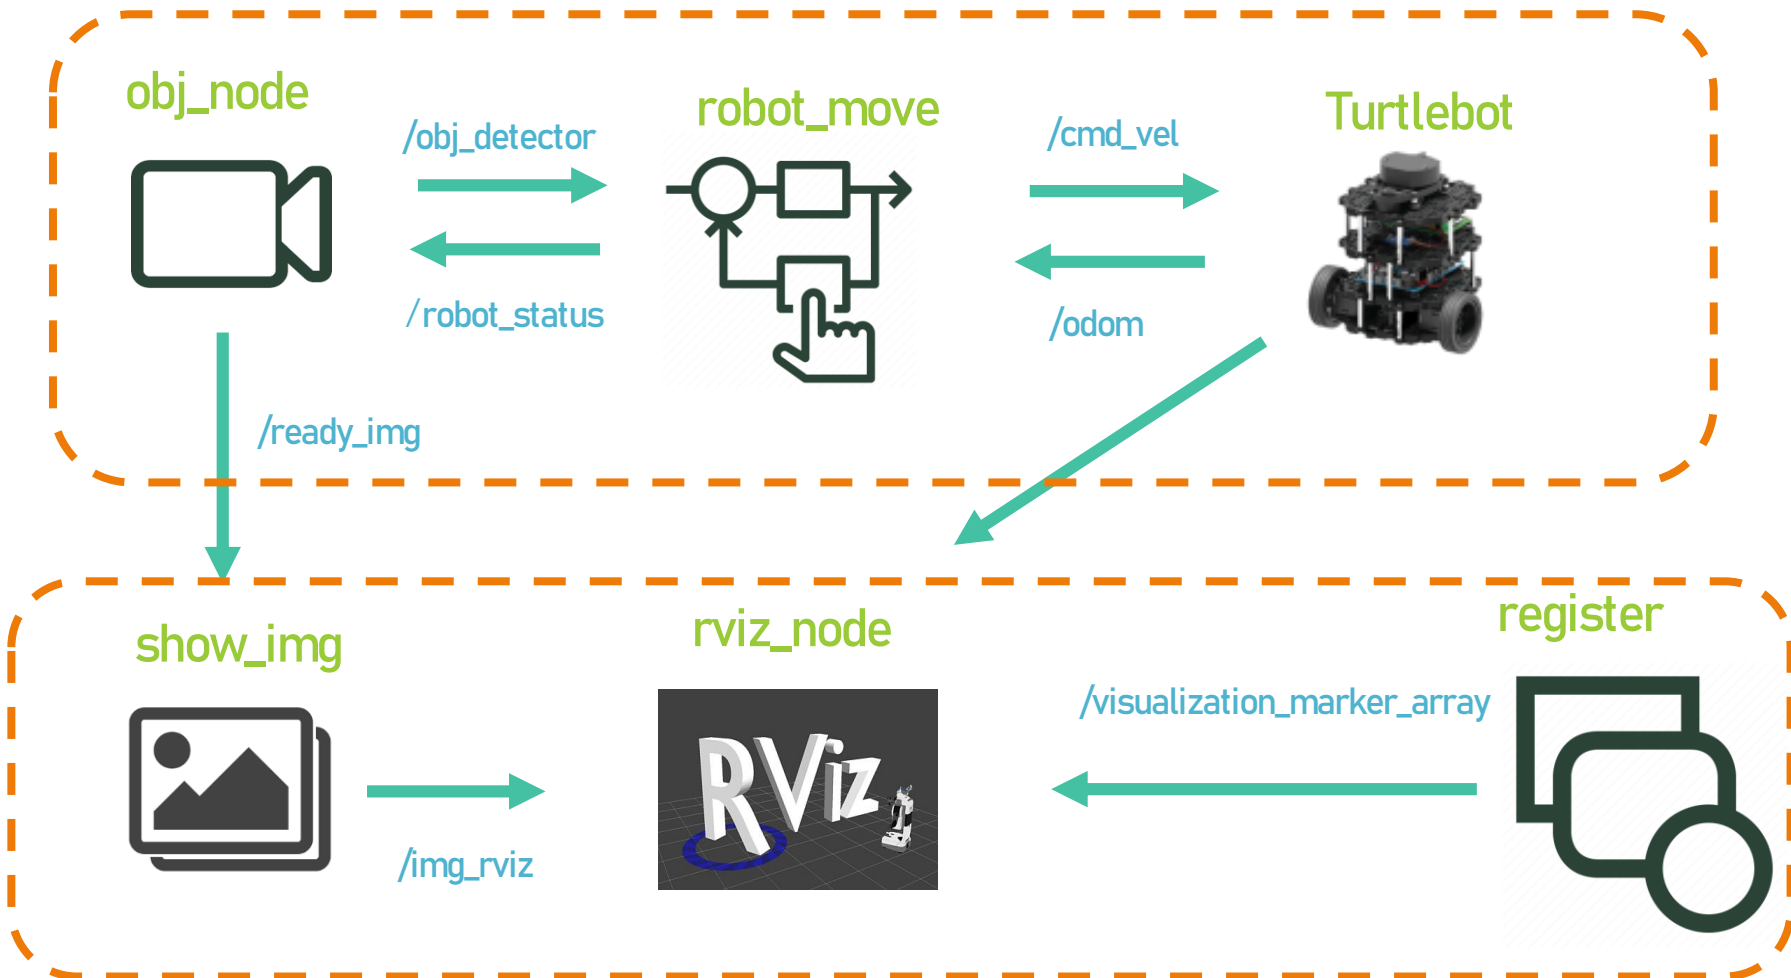 obj_node
robot_move
Turtlebot
/obj_detector
/cmd_vel
/robot_status
/odom
/ready_img
show_img
rviz_node
register
/visualization_marker_array
RViz
/img_rviz